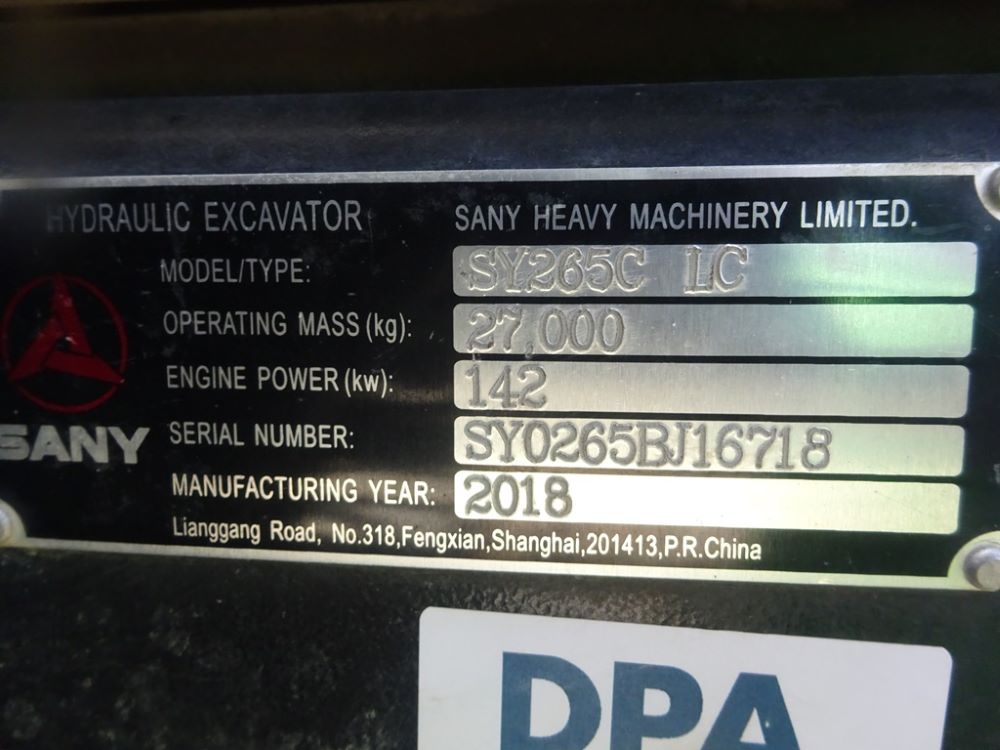 HYDRAULIC EXCAVATOR SANY HEAVY MACHINERY LIMITED.
MODEL/TYPE: SY265C LC
OPERATING MASS (kg): 27,000
ENGINE POWER (kw): 142
SANY
SERIAL NUMBER: SY0265BJ16718
MANUFACTURING YEAR: 2018
Lianggang Road, No.318,Fengxian,Shanghai,201413,P.R.China
DPA